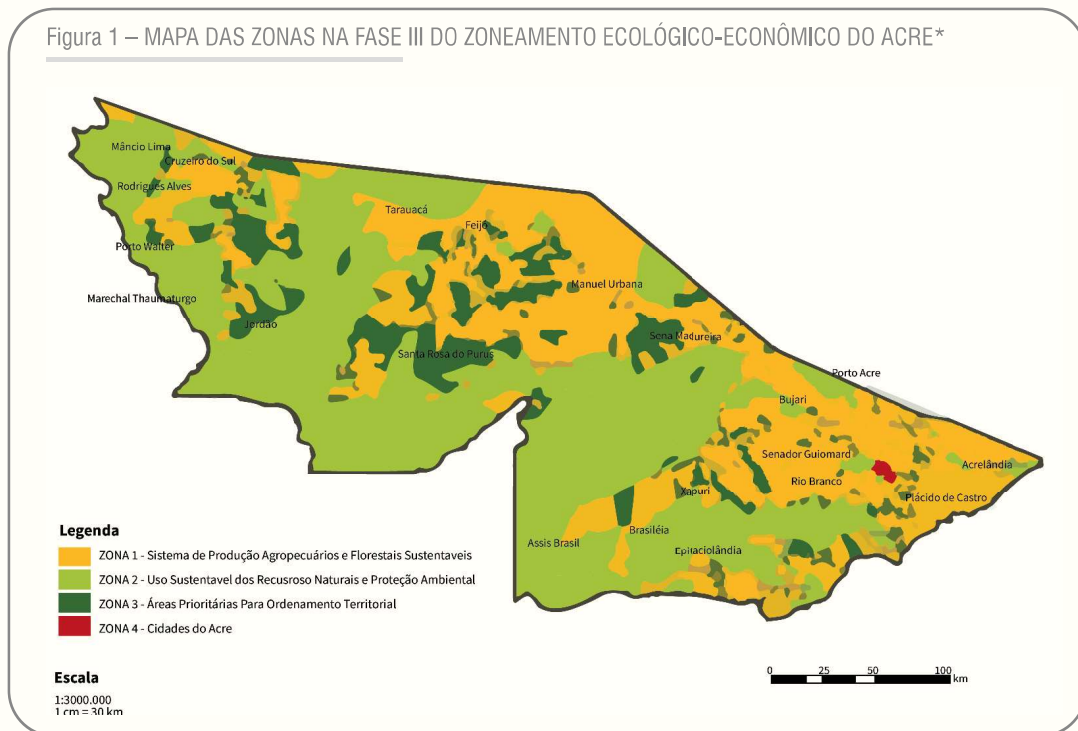 Figura 1 – MAPA DAS ZONAS NA FASE III DO ZONEAMENTO ECOLÓGICO-ECONÔMICO DO ACRE*
Mâncio Lima
Cruzeiro do Sul
Rodrigues Alves
Tarauacá
Feijó
Porto Walter
Manuel Urbana
Marechal Thaumaturgo
Jordão
Sena Madureira
Santa Rosa do Purus
Porto Acre
Bujari
Senador Guiomard
Acrelândia
Rio Branco
Xapuri
Plácido de Castro
Brasiléia
Assis Brasil
Epitaciolândia
Legenda
ZONA 1 - Sistema de Produção Agropecuários e Florestais Sustentaveis
ZONA 2 - Uso Sustentavel dos Recusroso Naturais e Proteção Ambiental
ZONA 3 - Áreas Prioritárias Para Ordenamento Territorial
ZONA 4 - Cidades do Acre
Escala
1:3000.000
1 cm = 30 km
0 25 50 100
km